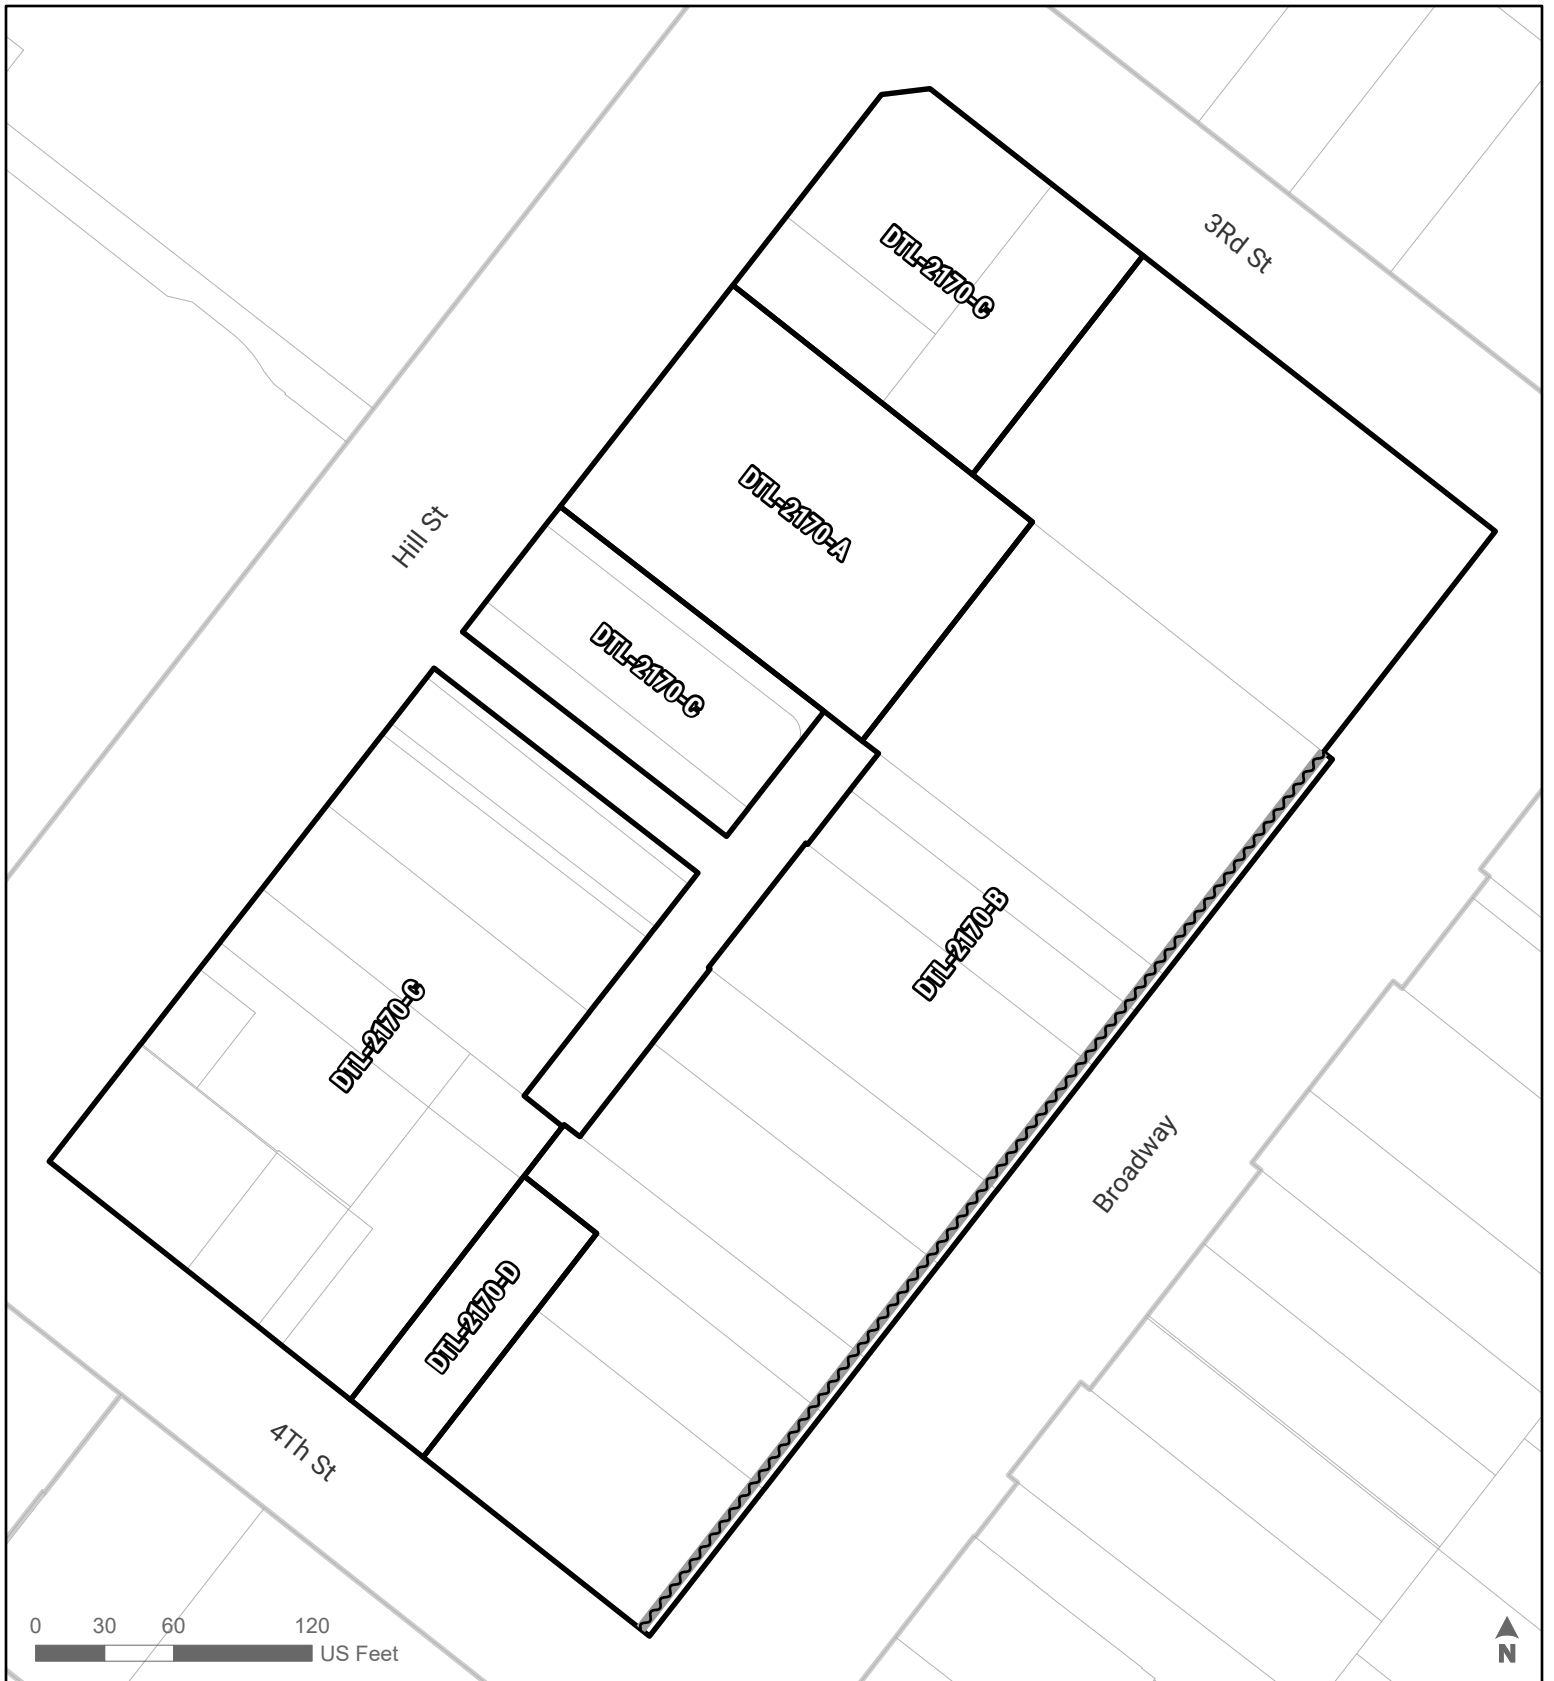 3Rd St
DTL-2170-C
DTL-2170-A
Hill St
DTL-2170-C
DTL-2170-B
DTL-2170-C
Broadway
DTL-2170-D
4Th St
0 30 60 120
US Feet
N